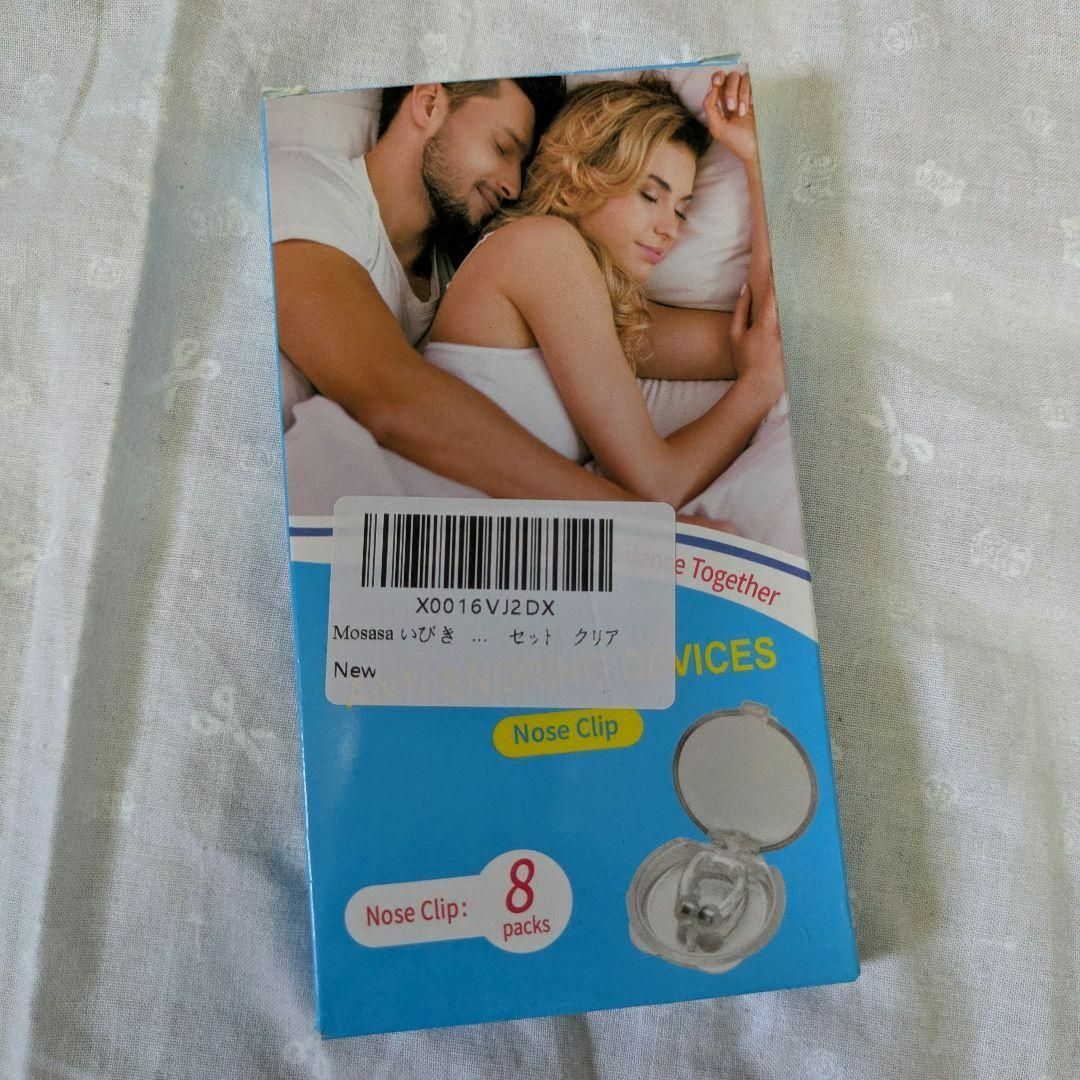 Silence Together
X0016VJ2DX
Mosasa いびき … セット クリア
New
ANTI SNORING DEVICES
Nose Clip
Nose Clip:
8
packs